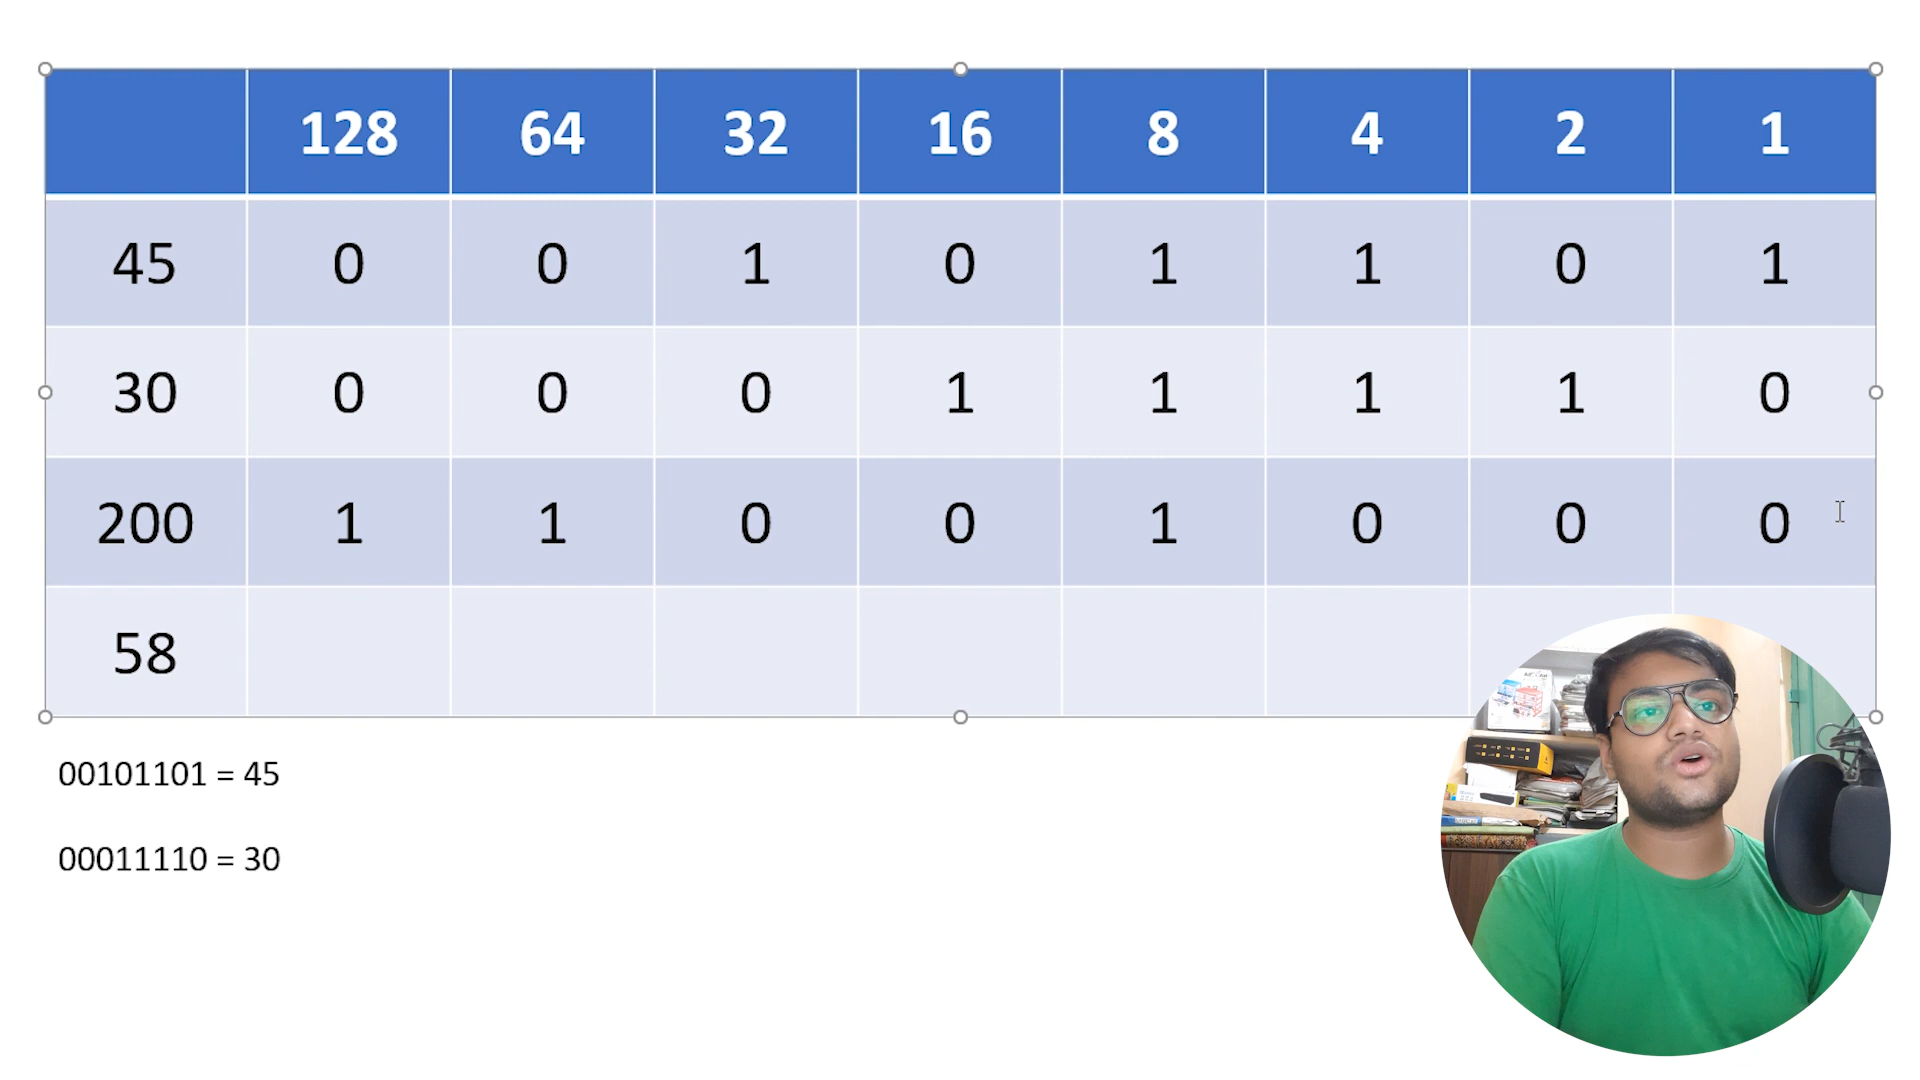 128 64 32 16 8 4 2 1
45 0 0 1 0 1 1 0 1
30 0 0 0 1 1 1 1 0
200 1 1 0 0 1 0 0 0
58
00101101 = 45
00011110 = 30